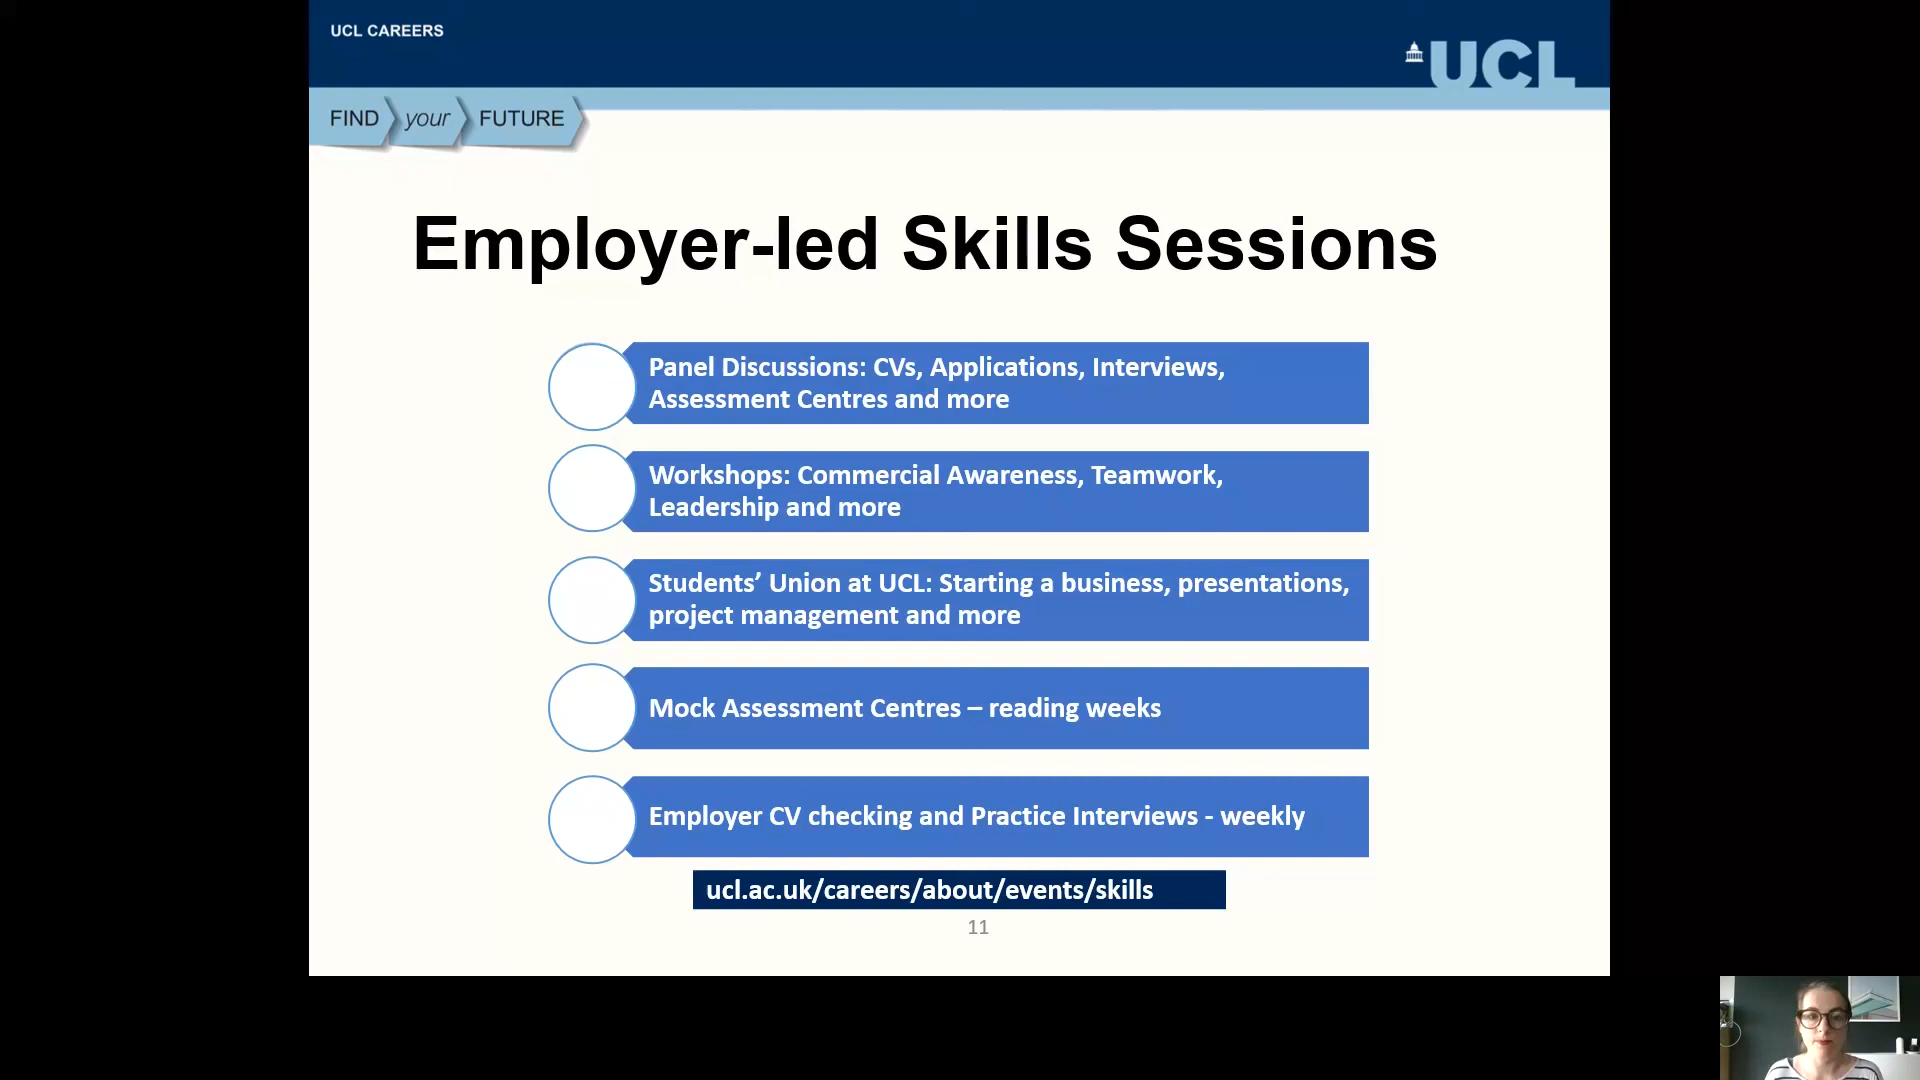 UCL CAREERS
UCL
FIND your FUTURE
Employer-led Skills Sessions
Panel Discussions: CVs, Applications, Interviews,
Assessment Centres and more
Workshops: Commercial Awareness, Teamwork,
Leadership and more
Students’ Union at UCL: Starting a business, presentations,
project management and more
Mock Assessment Centres – reading weeks
Employer CV checking and Practice Interviews - weekly
ucl.ac.uk/careers/about/events/skills
11